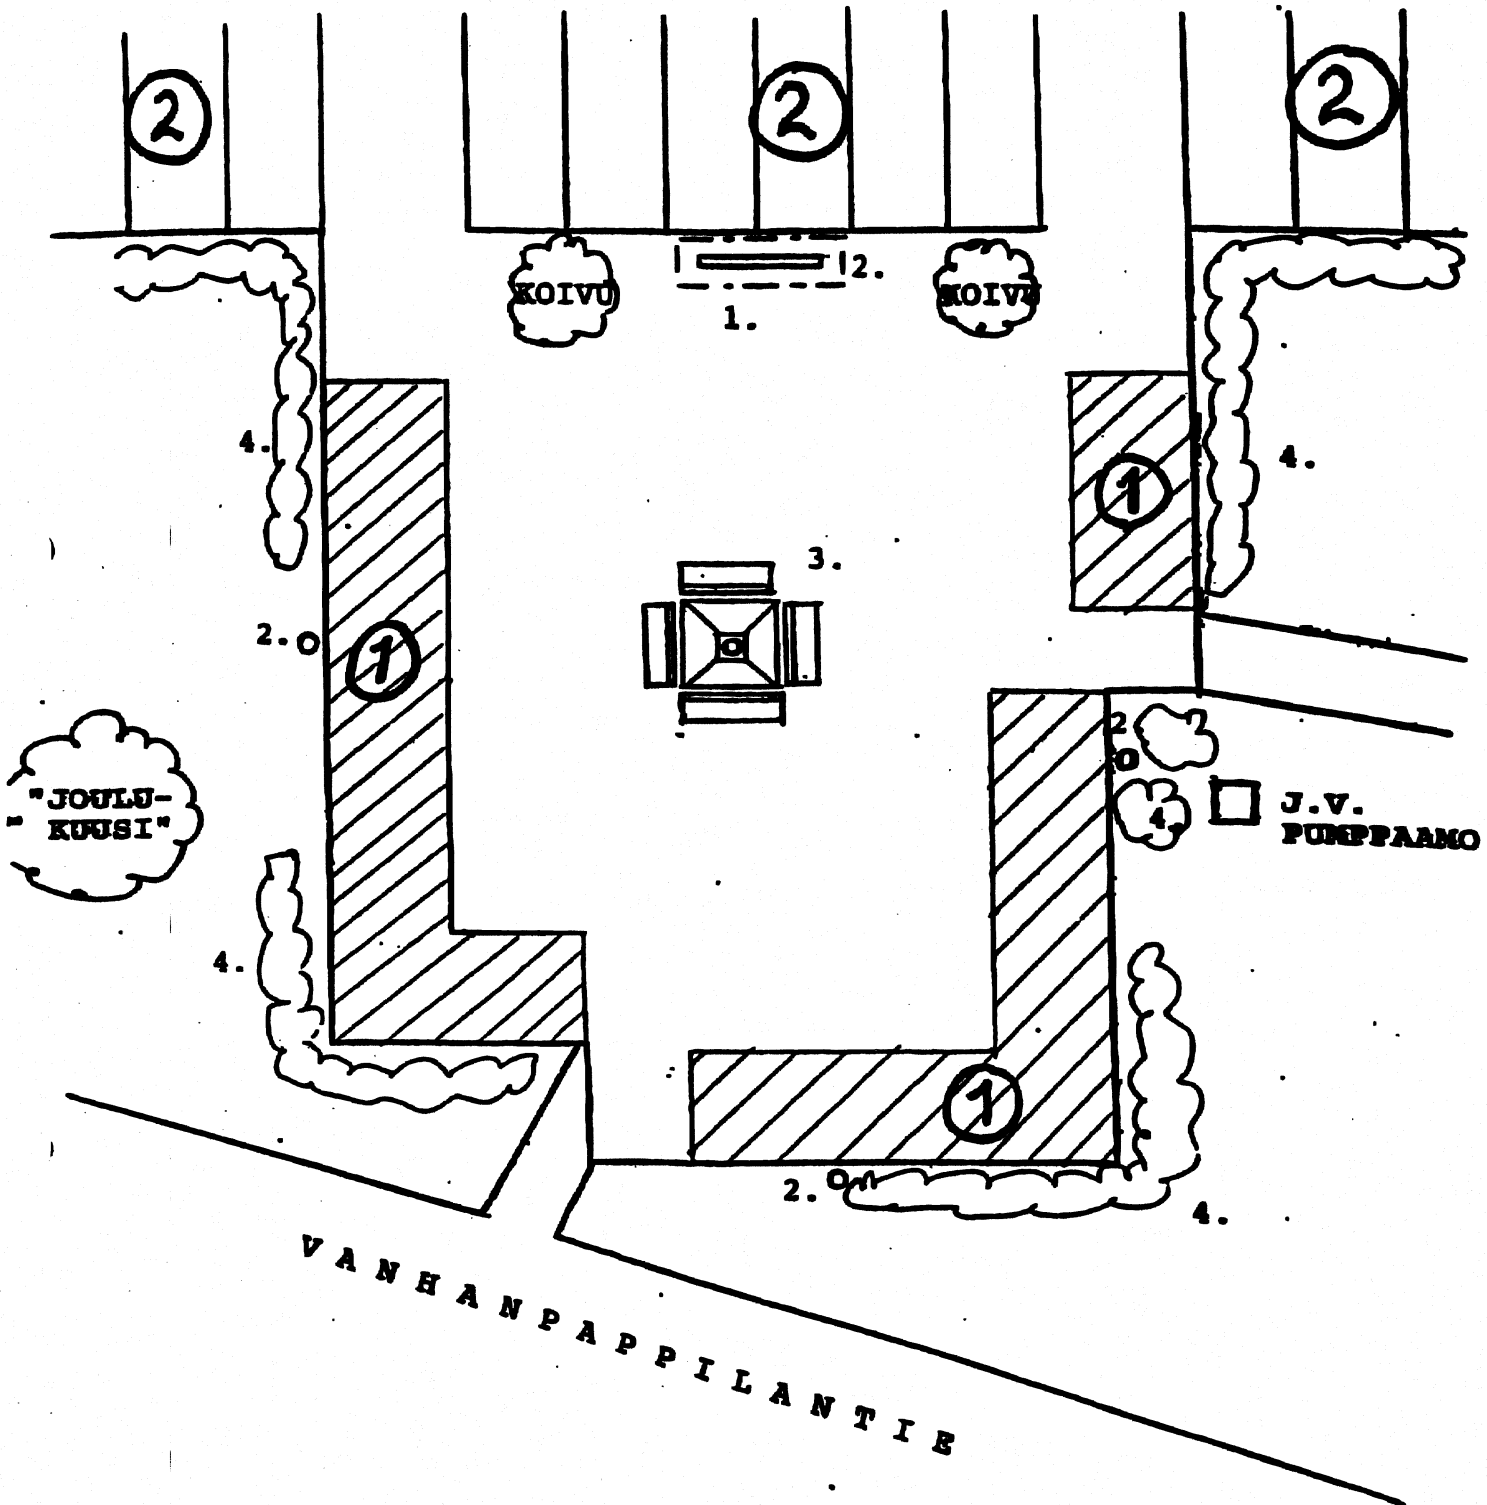 2 2 2
KOIVU 2. KOIVU
1.
4. 1 4.
3.
2. 1
2
"JOULU-
" KUUSI"
4. J.V.
PUMPPAAMO
4.
1
2. 4.
VANHANPAPPILANTIE